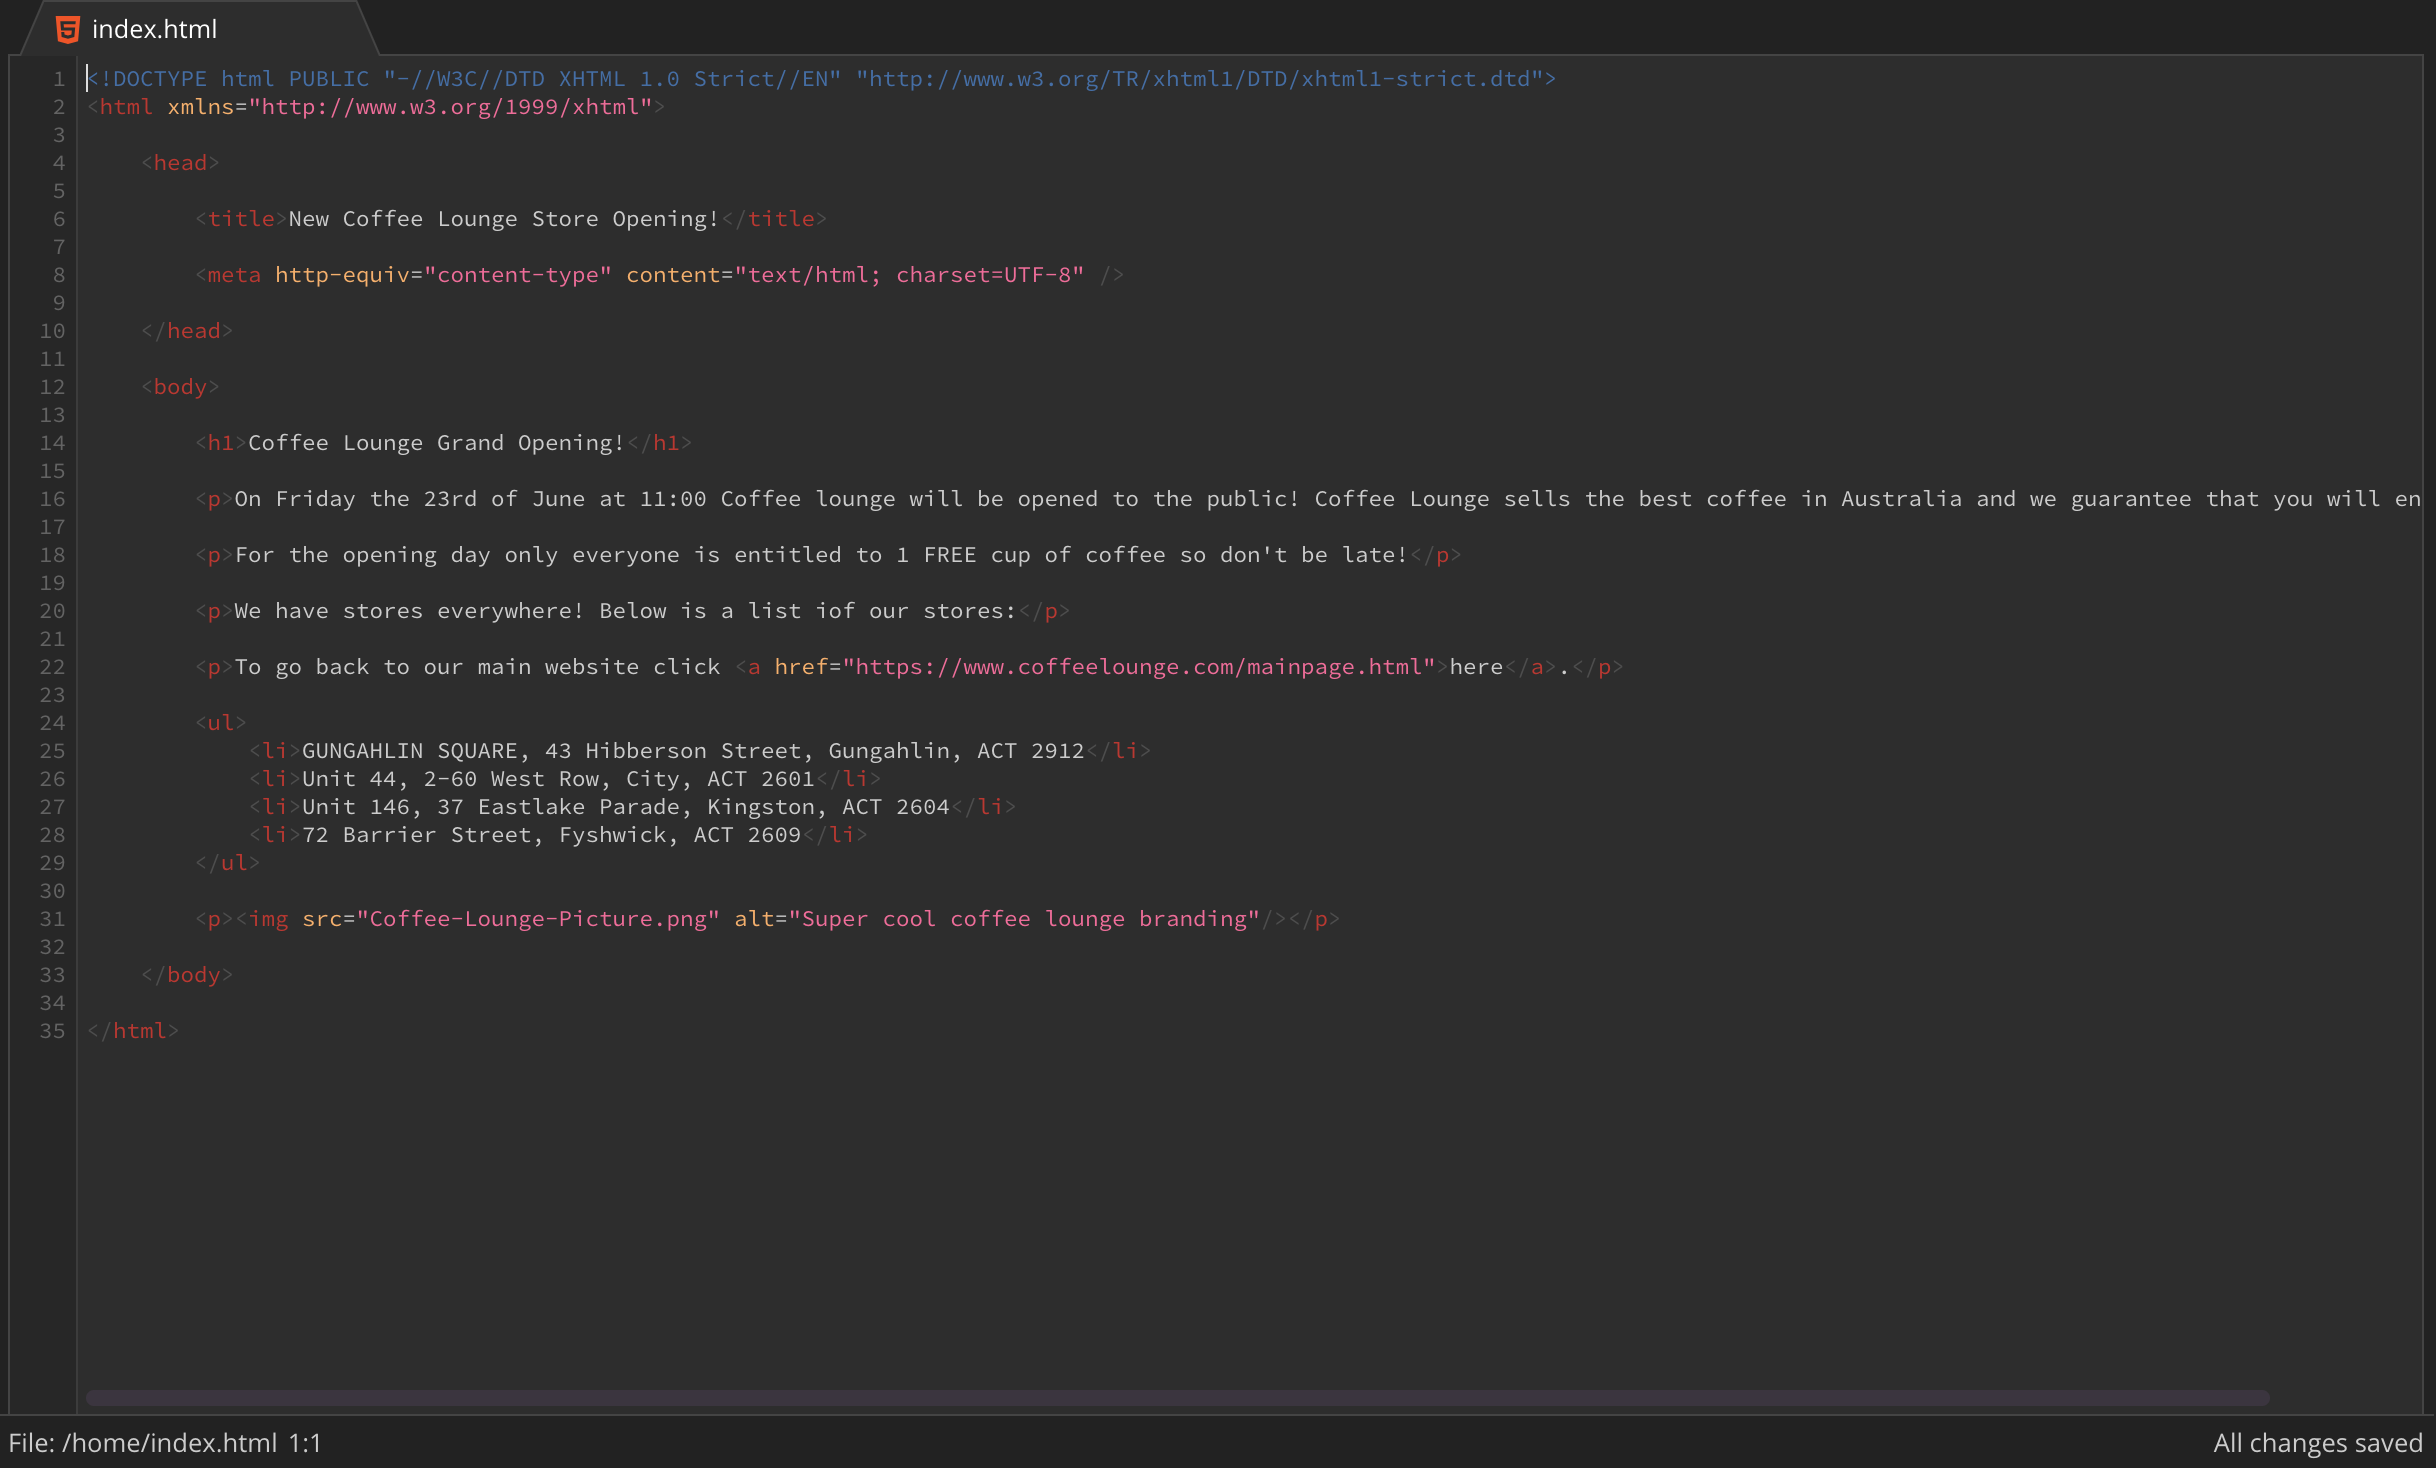 index.html
1 <!DOCTYPE html PUBLIC "-//W3C//DTD XHTML 1.0 Strict//EN" "http://www.w3.org/TR/xhtml1/DTD/xhtml1-strict.dtd">
2 <html xmlns="http://www.w3.org/1999/xhtml">
3
4 <head>
5
6 <title>New Coffee Lounge Store Opening!</title>
7
8 <meta http-equiv="content-type" content="text/html; charset=UTF-8" />
9
10 </head>
11
12 <body>
13
14 <h1>Coffee Lounge Grand Opening!</h1>
15
16 <p>On Friday the 23rd of June at 11:00 Coffee lounge will be opened to the public! Coffee Lounge sells the best coffee in Australia and we guarantee that you will en
17
18 <p>For the opening day only everyone is entitled to 1 FREE cup of coffee so don't be late!</p>
19
20 <p>We have stores everywhere! Below is a list iof our stores:</p>
21
22 <p>To go back to our main website click <a href="https://www.coffeelounge.com/mainpage.html">here</a>.</p>
23
24 <ul>
25 <li>GUNGAHLIN SQUARE, 43 Hibberson Street, Gungahlin, ACT 2912</li>
26 <li>Unit 44, 2-60 West Row, City, ACT 2601</li>
27 <li>Unit 146, 37 Eastlake Parade, Kingston, ACT 2604</li>
28 <li>72 Barrier Street, Fyshwick, ACT 2609</li>
29 </ul>
30
31 <p><img src="Coffee-Lounge-Picture.png" alt="Super cool coffee lounge branding"/></p>
32
33 </body>
34
35 </html>
File: /home/index.html 1:1
All changes saved